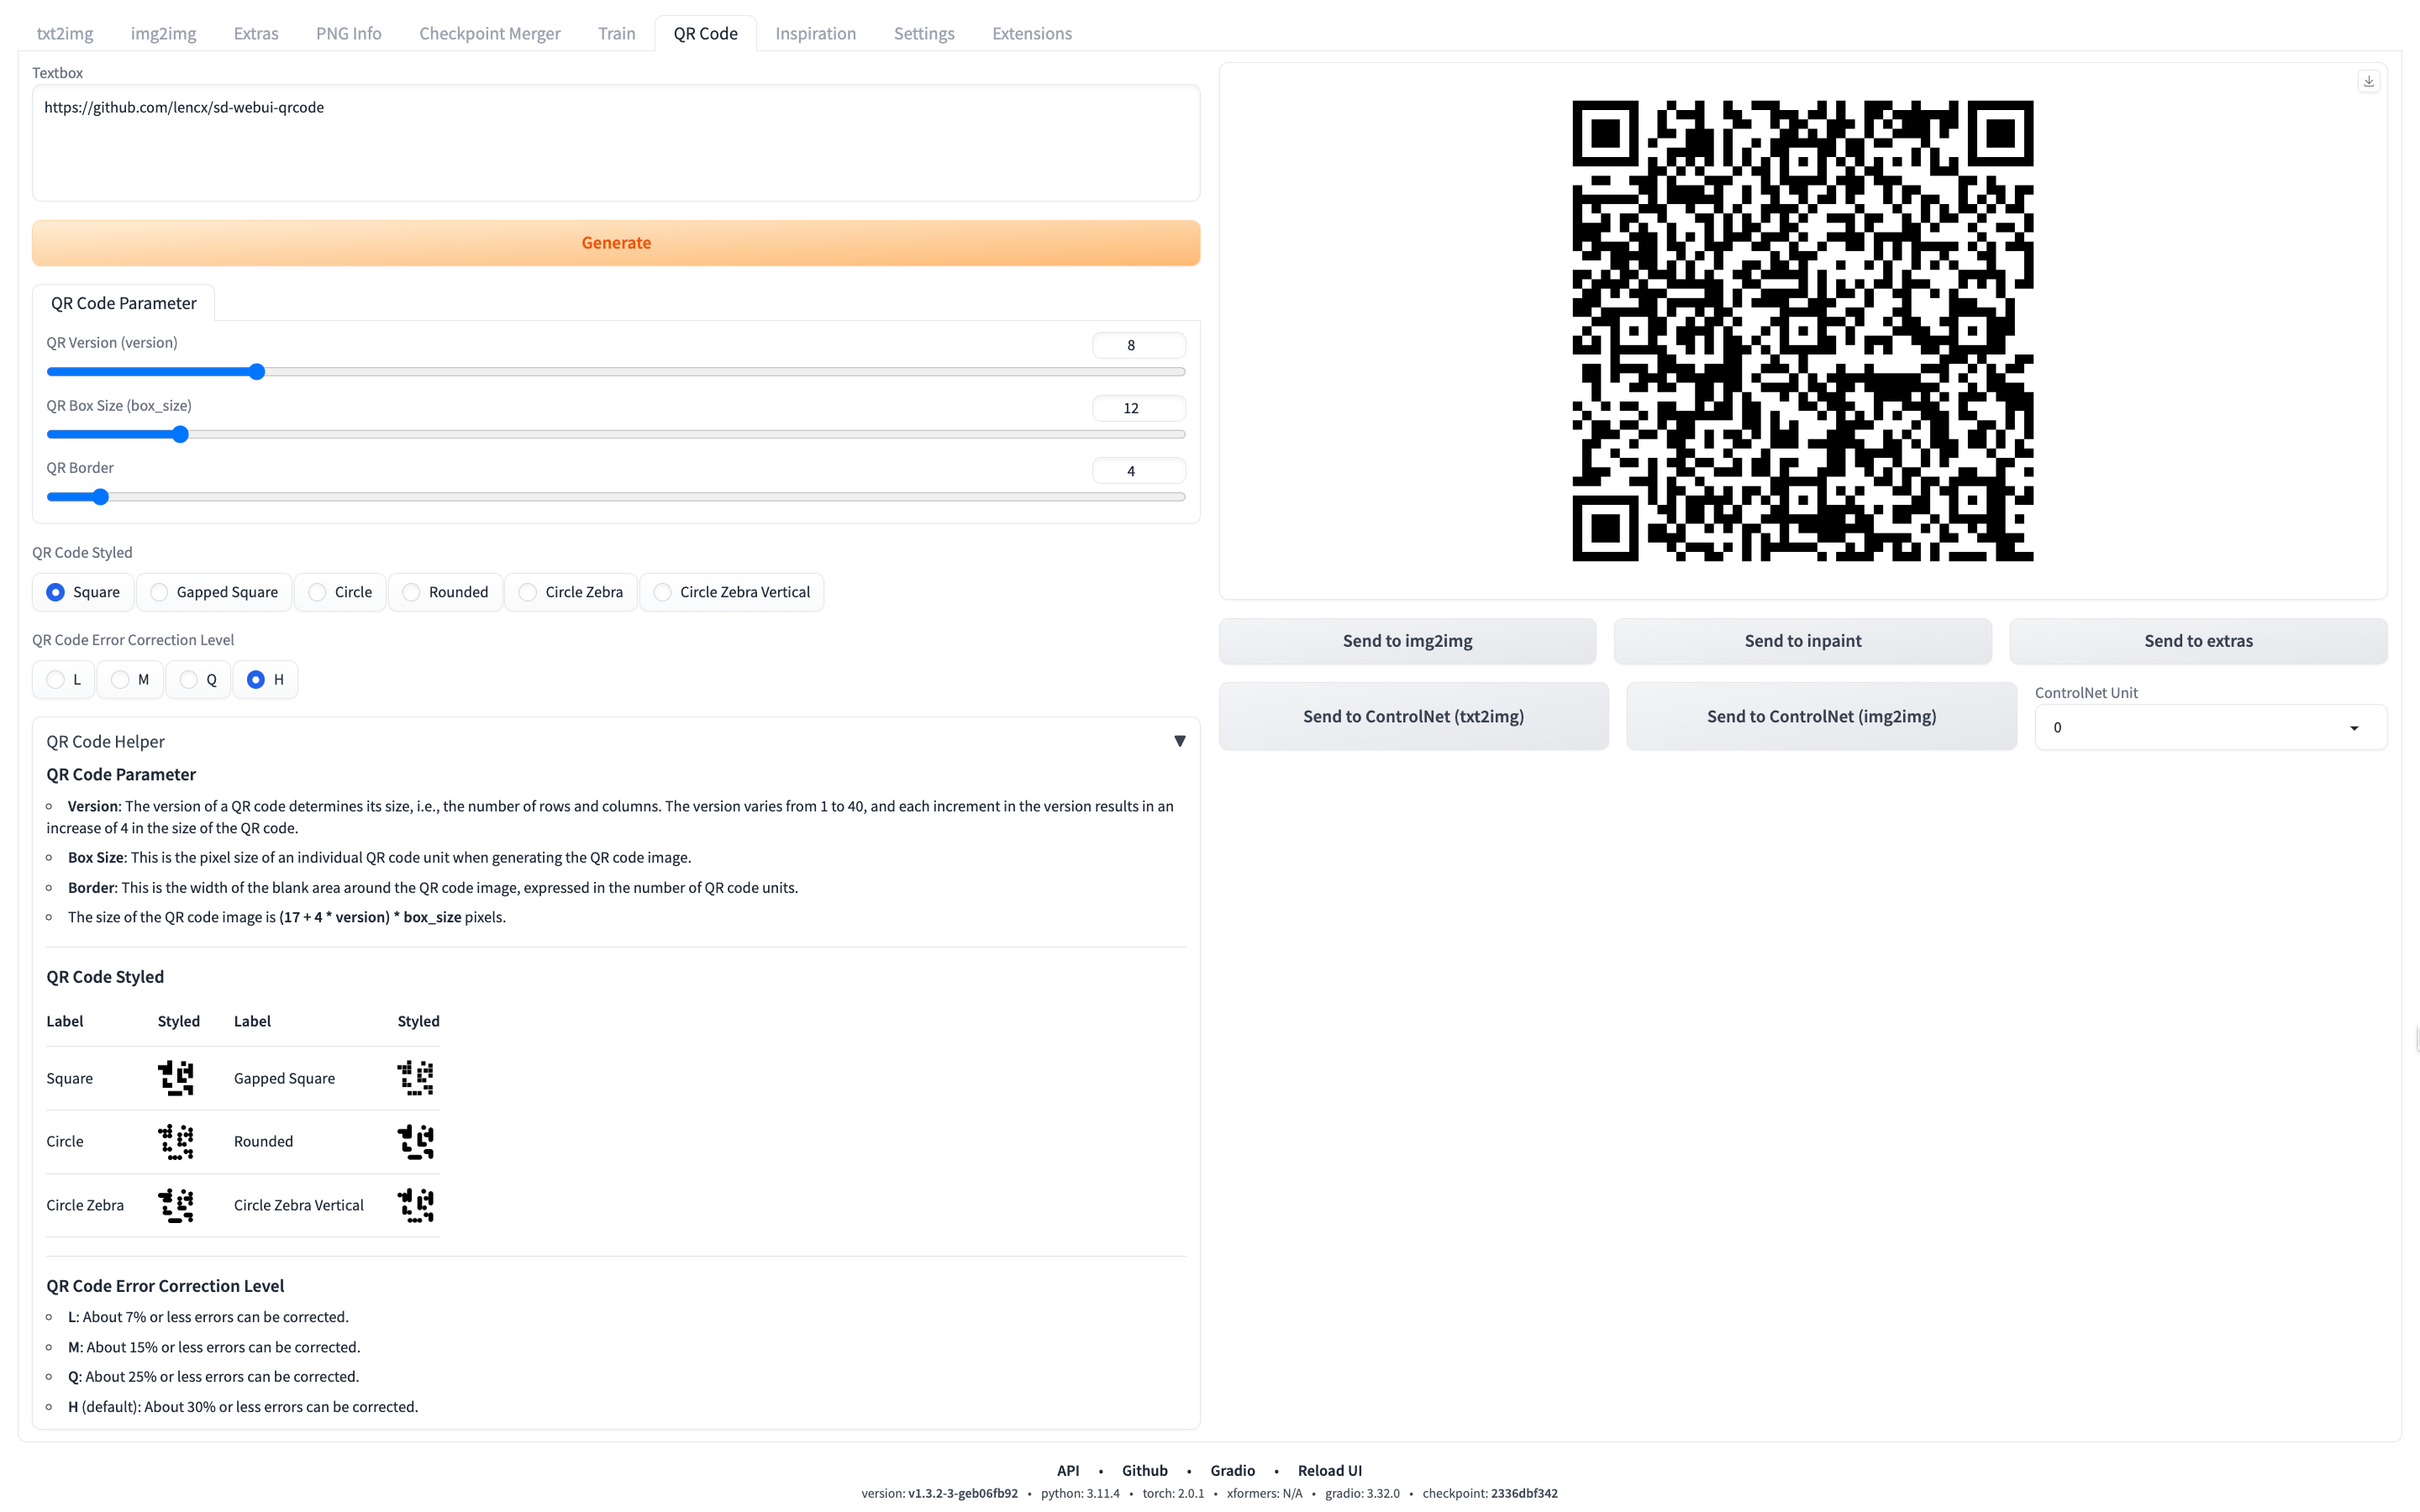 txt2img img2img Extras PNG Info Checkpoint Merger Train QR Code Inspiration Settings Extensions
Textbox
https://github.com/lencx/sd-webui-qrcode
Generate
QR Code Parameter
QR Version (version)
8
QR Box Size (box_size)
12
QR Border
4
QR Code Styled
Square Gapped Square Circle Rounded Circle Zebra Circle Zebra Vertical
QR Code Error Correction Level
L M Q H
QR Code Helper ▼
QR Code Parameter
Version: The version of a QR code determines its size, i.e., the number of rows and columns. The version varies from 1 to 40, and each increment in the version results in an
increase of 4 in the size of the QR code.
Box Size: This is the pixel size of an individual QR code unit when generating the QR code image.
Border: This is the width of the blank area around the QR code image, expressed in the number of QR code units.
The size of the QR code image is (17 + 4 * version) * box_size pixels.
QR Code Styled
Label Styled Label Styled
Square Gapped Square
Circle Rounded
Circle Zebra Circle Zebra Vertical
QR Code Error Correction Level
L: About 7% or less errors can be corrected.
M: About 15% or less errors can be corrected.
Q: About 25% or less errors can be corrected.
H (default): About 30% or less errors can be corrected.
Send to img2img Send to inpaint Send to extras
Send to ControlNet (txt2img) Send to ControlNet (img2img)
ControlNet Unit
0
API • Github • Gradio • Reload UI
version: v1.3.2-3-geb06fb92 • python: 3.11.4 • torch: 2.0.1 • xformers: N/A • gradio: 3.32.0 • checkpoint: 2336dbf342